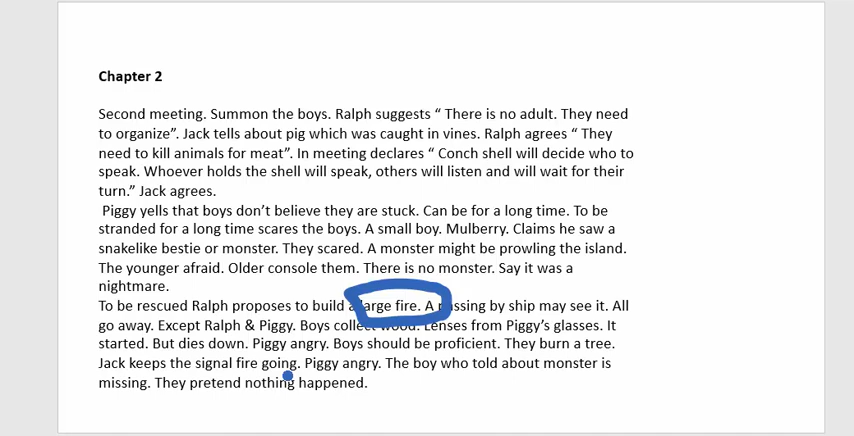 Chapter 2
Second meeting. Summon the boys. Ralph suggests “ There is no adult. They need
to organize”. Jack tells about pig which was caught in vines. Ralph agrees “ They
need to kill animals for meat”. In meeting declares “ Conch shell will decide who to
speak. Whoever holds the shell will speak, others will listen and will wait for their
turn.” Jack agrees.
Piggy yells that boys don’t believe they are stuck. Can be for a long time. To be
stranded for a long time scares the boys. A small boy. Mulberry. Claims he saw a
snakelike bestie or monster. They scared. A monster might be prowling the island.
The younger afraid. Older console them. There is no monster. Say it was a
nightmare.
To be rescued Ralph proposes to build a large fire. A passing by ship may see it. All
go away. Except Ralph & Piggy. Boys collect wood. Lenses from Piggy’s glasses. It
started. But dies down. Piggy angry. Boys should be proficient. They burn a tree.
Jack keeps the signal fire going. Piggy angry. The boy who told about monster is
missing. They pretend nothing happened.